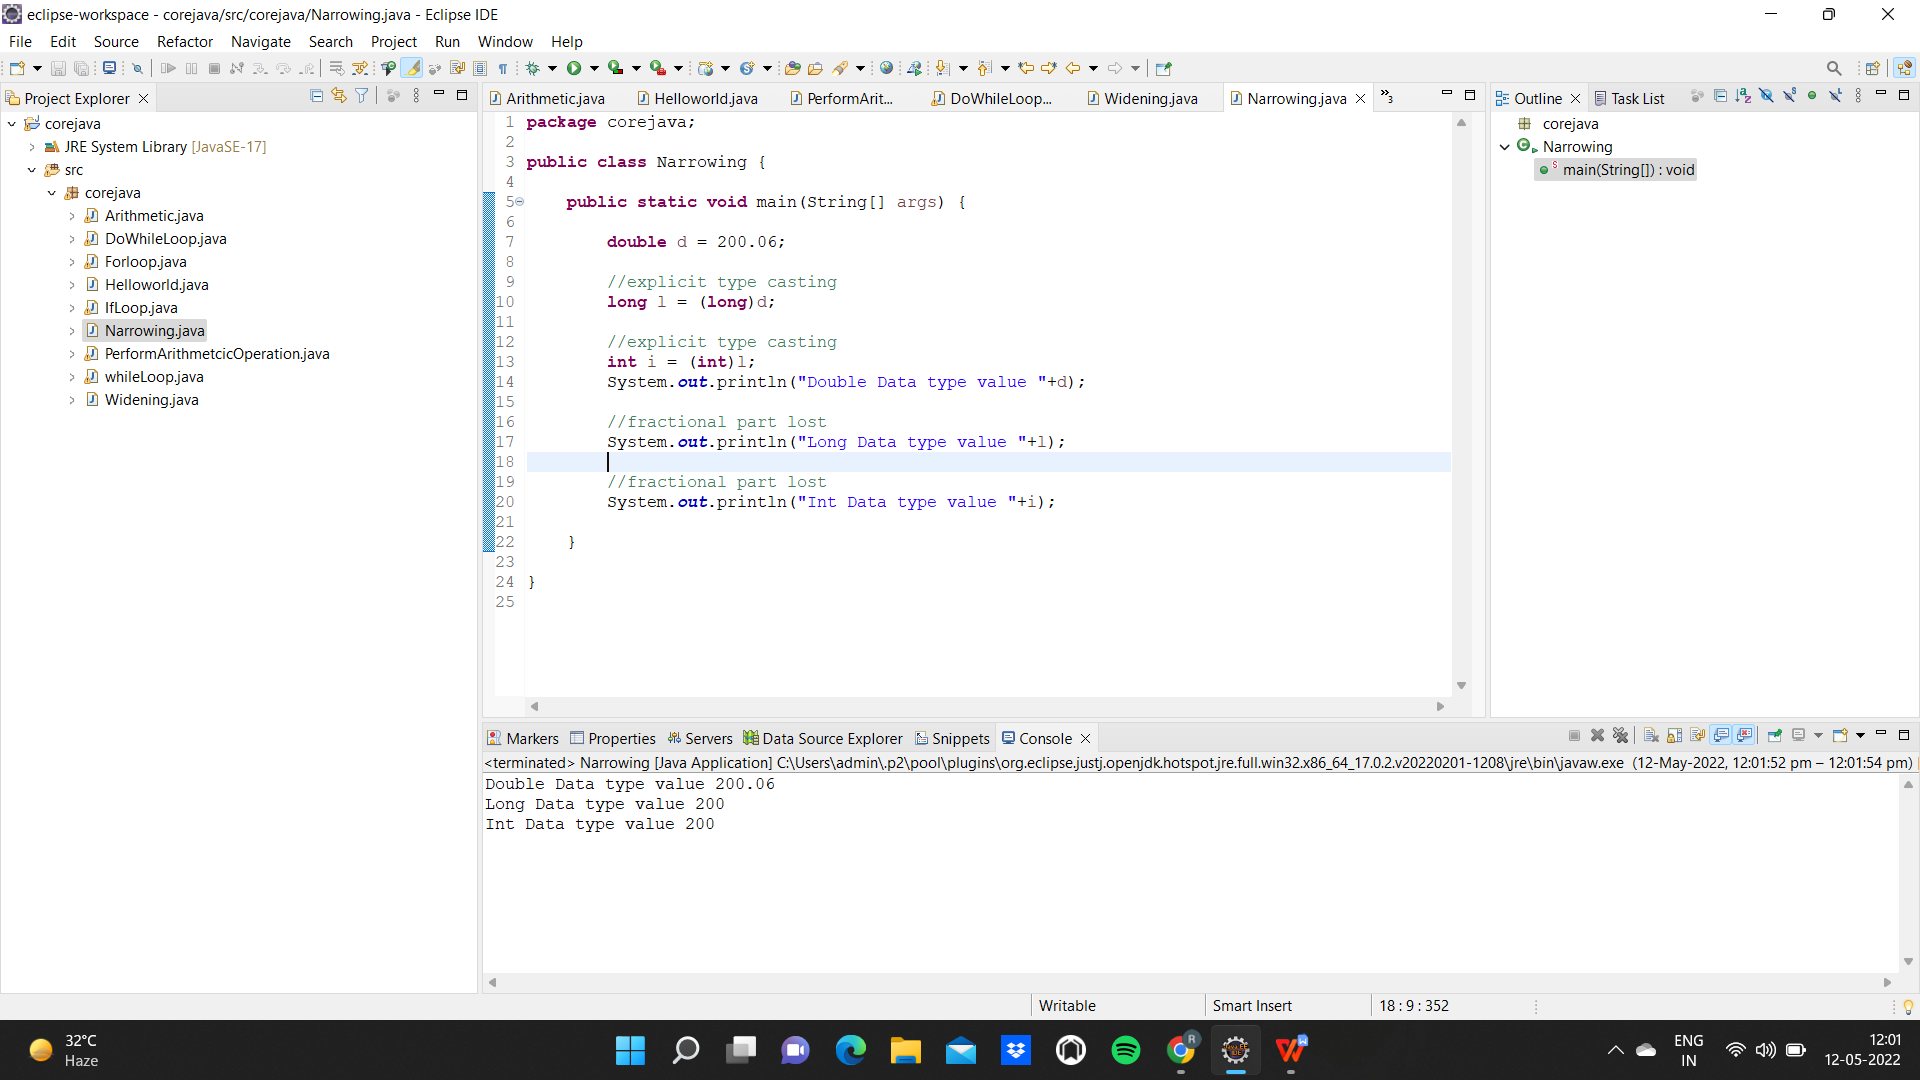 eclipse-workspace - corejava/src/corejava/Narrowing.java - Eclipse IDE
File Edit Source Refactor Navigate Search Project Run Window Help
Project Explorer
corejava
JRE System Library [JavaSE-17]
src
corejava
Arithmetic.java
DoWhileLoop.java
Forloop.java
Helloworld.java
IfLoop.java
Narrowing.java
PerformArithmetcicOperation.java
whileLoop.java
Widening.java
Arithmetic.java Helloworld.java PerformArit... DoWhileLoop... Widening.java Narrowing.java »3
1 package corejava;
2
3 public class Narrowing {
4
5 public static void main(String[] args) {
6
7 double d = 200.06;
8
9 //explicit type casting
10 long l = (long)d;
11
12 //explicit type casting
13 int i = (int)l;
14 System.out.println("Double Data type value "+d);
15
16 //fractional part lost
17 System.out.println("Long Data type value "+l);
18
19 //fractional part lost
20 System.out.println("Int Data type value "+i);
21
22 }
23
24 }
25
Outline Task List
corejava
Narrowing
main(String[]) : void
Markers Properties Servers Data Source Explorer Snippets Console
<terminated> Narrowing [Java Application] C:\Users\admin\.p2\pool\plugins\org.eclipse.justj.openjdk.hotspot.jre.full.win32.x86_64_17.0.2.v20220201-1208\jre\bin\javaw.exe (12-May-2022, 12:01:52 pm – 12:01:54 pm)
Double Data type value 200.06
Long Data type value 200
Int Data type value 200
Writable Smart Insert 18 : 9 : 352
32°C
Haze
ENG
IN
12:01
12-05-2022